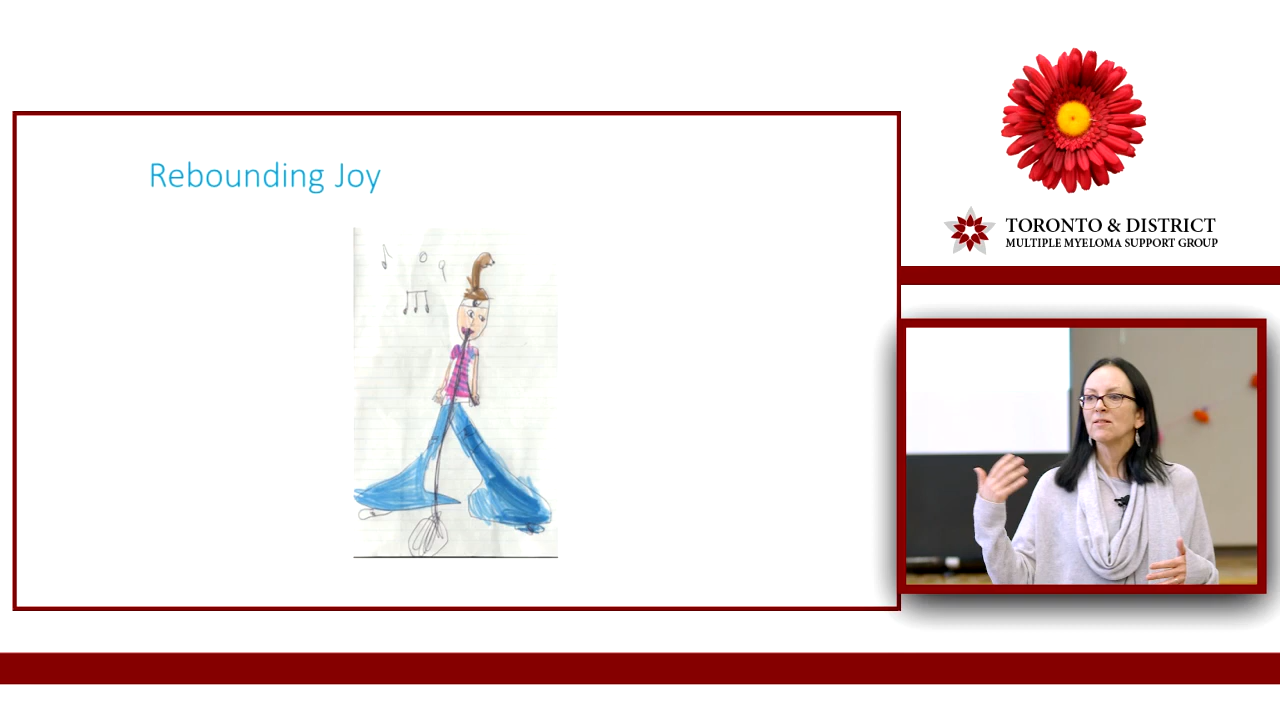 Rebounding Joy
TORONTO & DISTRICT
MULTIPLE MYELOMA SUPPORT GROUP